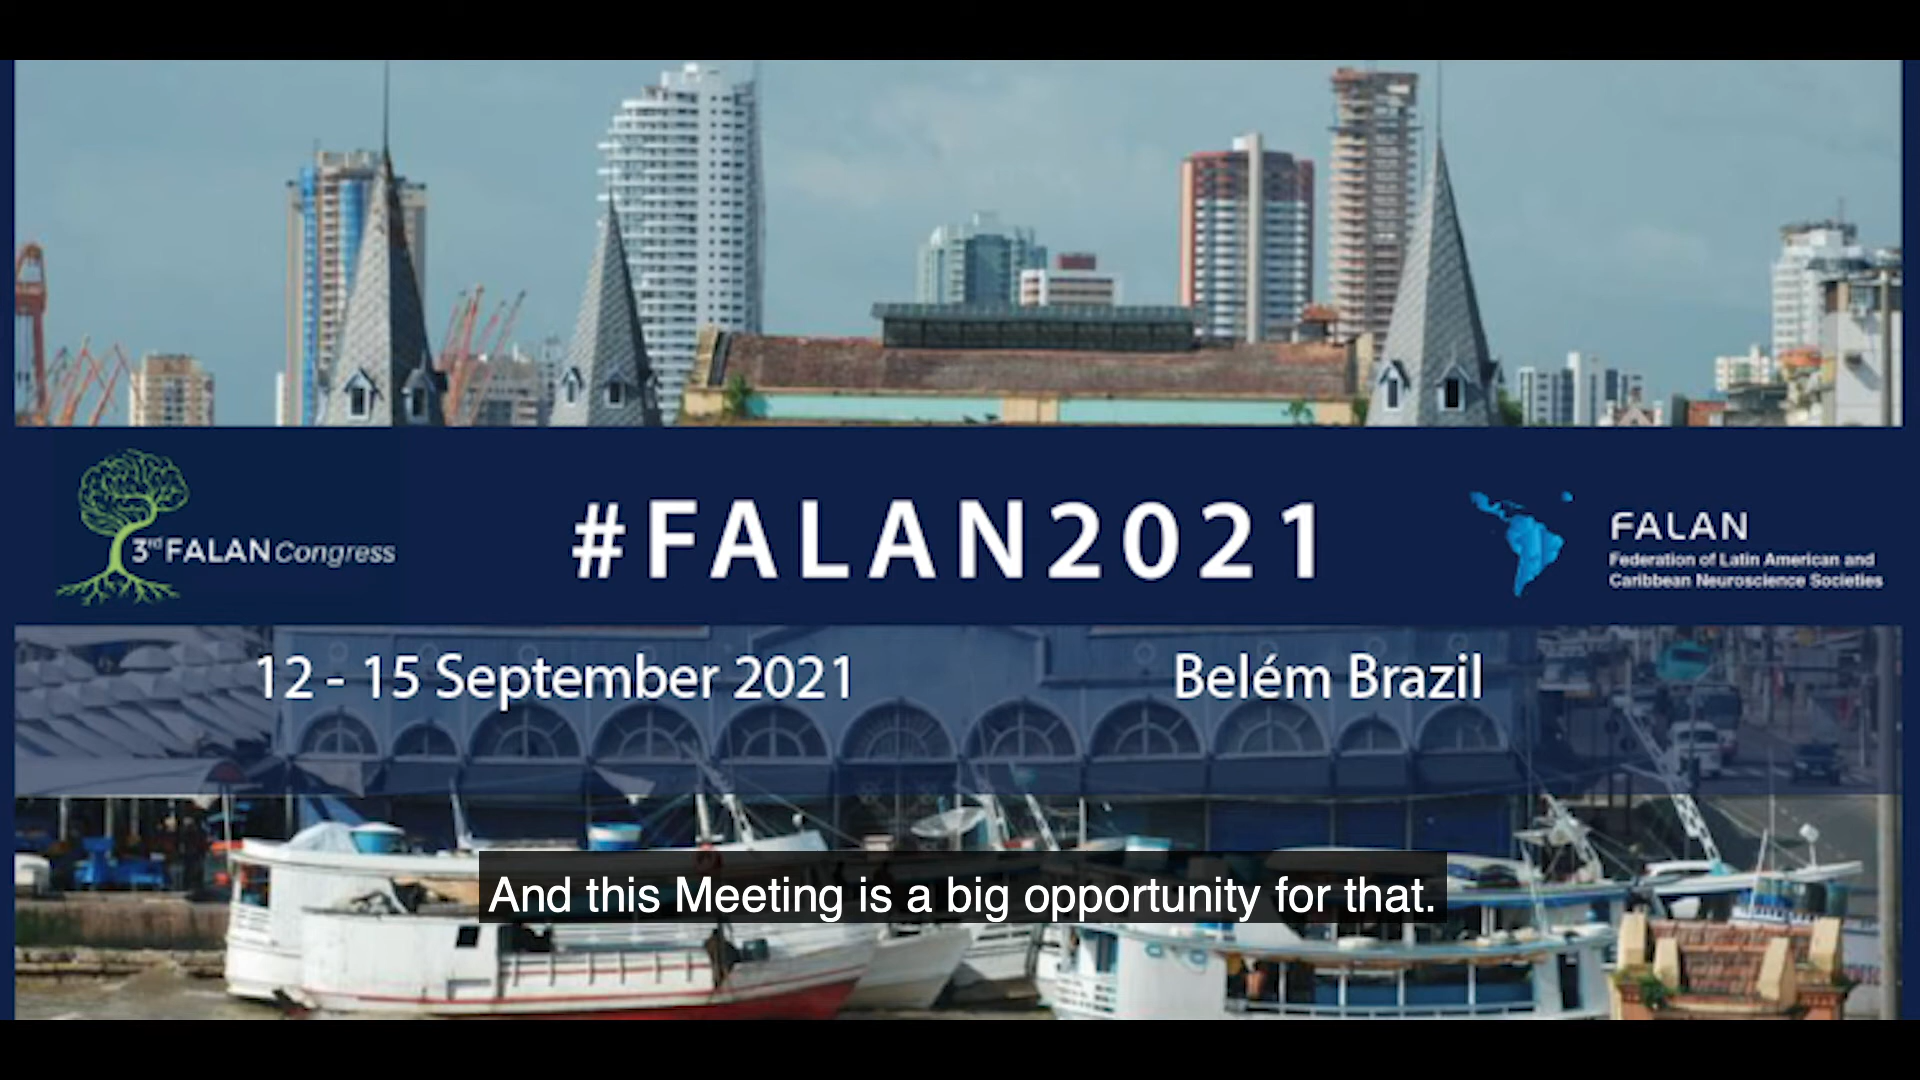 3rd FALAN Congress
#FALAN2021
FALAN
Federation of Latin American and
Caribbean Neuroscience Societies
12 - 15 September 2021
Belém Brazil
And this Meeting is a big opportunity for that.